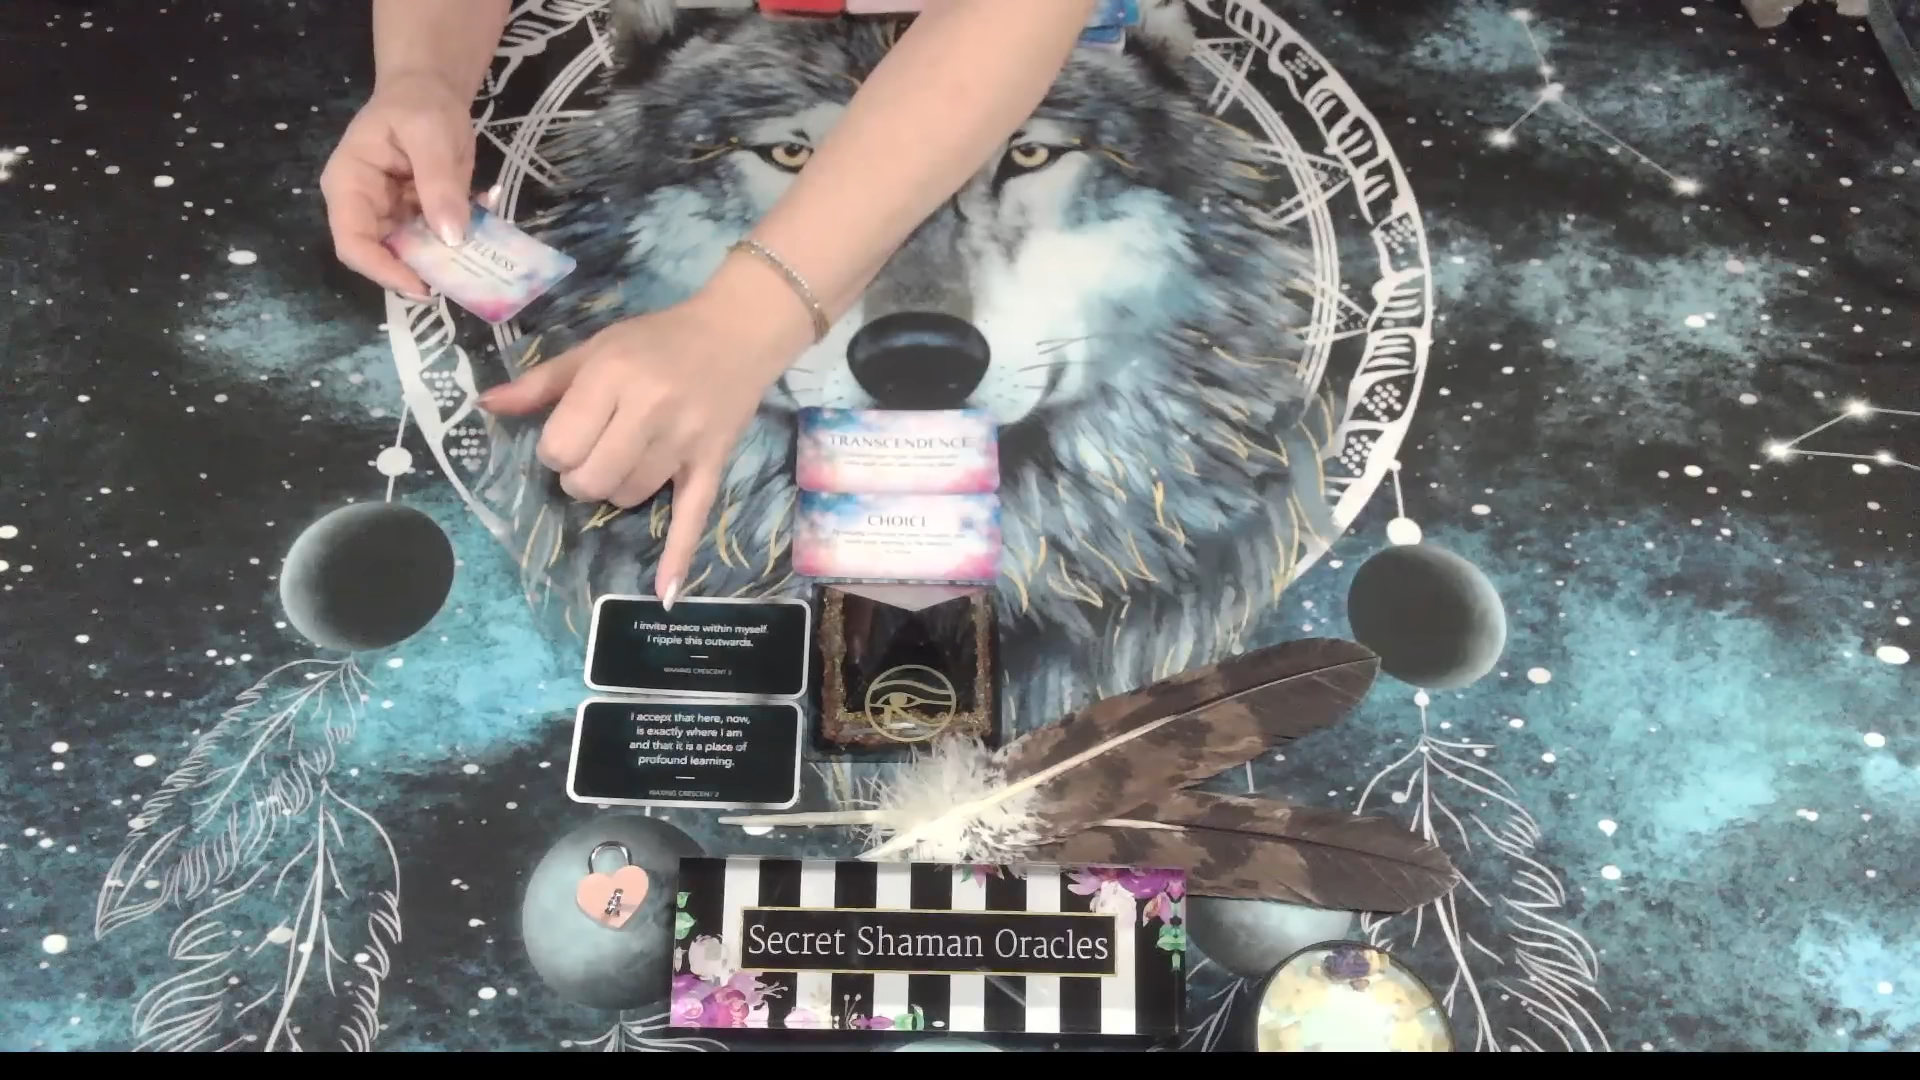 TRANSCENDENCE
CHOICE
I invite peace within myself.
I ripple this outwards.
WAXING CRESCENT
I accept that here, now,
is exactly where I am
and that it is a place of
profound learning.
WAXING CRESCENT 2
Secret Shaman Oracles